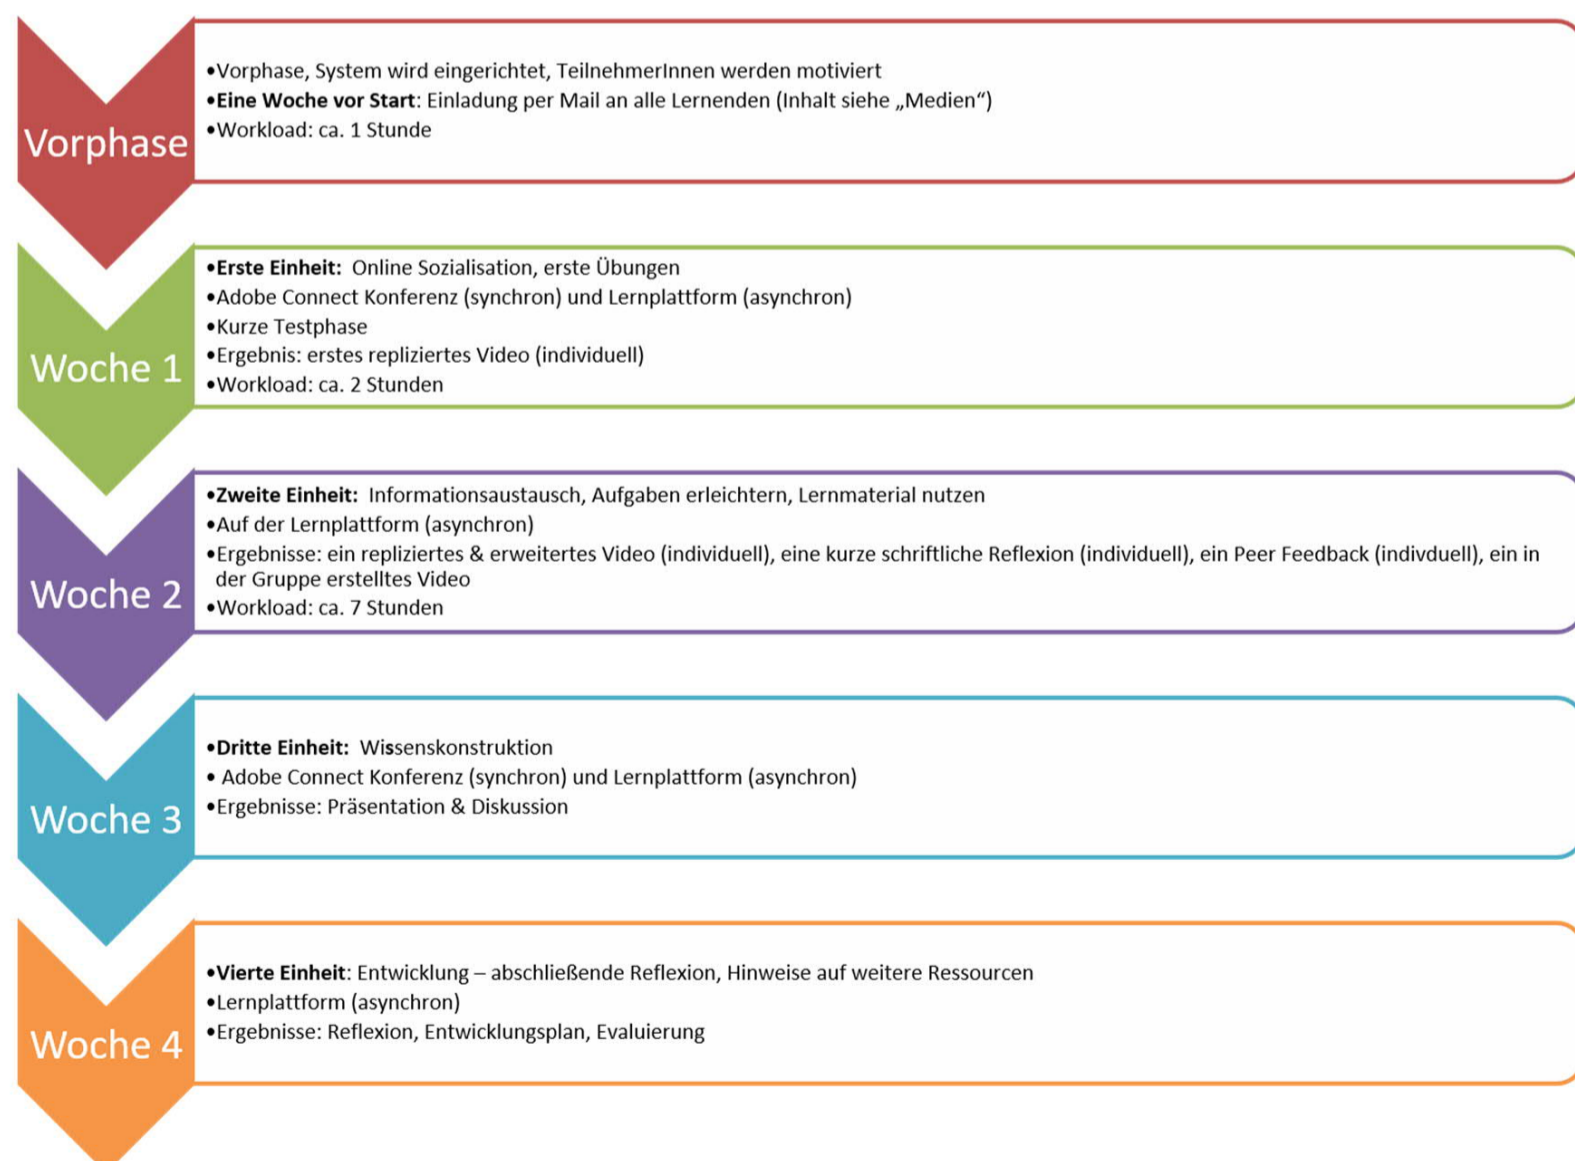 Vorphase
•Vorphase, System wird eingerichtet, TeilnehmerInnen werden motiviert
•Eine Woche vor Start: Einladung per Mail an alle Lernenden (Inhalt siehe „Medien“)
•Workload: ca. 1 Stunde
Woche 1
•Erste Einheit: Online Sozialisation, erste Übungen
•Adobe Connect Konferenz (synchron) und Lernplattform (asynchron)
•Kurze Testphase
•Ergebnis: erstes repliziertes Video (individuell)
•Workload: ca. 2 Stunden
Woche 2
•Zweite Einheit: Informationsaustausch, Aufgaben erleichtern, Lernmaterial nutzen
•Auf der Lernplattform (asynchron)
•Ergebnisse: ein repliziertes & erweitertes Video (individuell), eine kurze schriftliche Reflexion (individuell), ein Peer Feedback (indivduell), ein in
der Gruppe erstelltes Video
•Workload: ca. 7 Stunden
Woche 3
•Dritte Einheit: Wissenskonstruktion
• Adobe Connect Konferenz (synchron) und Lernplattform (asynchron)
•Ergebnisse: Präsentation & Diskussion
Woche 4
•Vierte Einheit: Entwicklung – abschließende Reflexion, Hinweise auf weitere Ressourcen
•Lernplattform (asynchron)
•Ergebnisse: Reflexion, Entwicklungsplan, Evaluierung